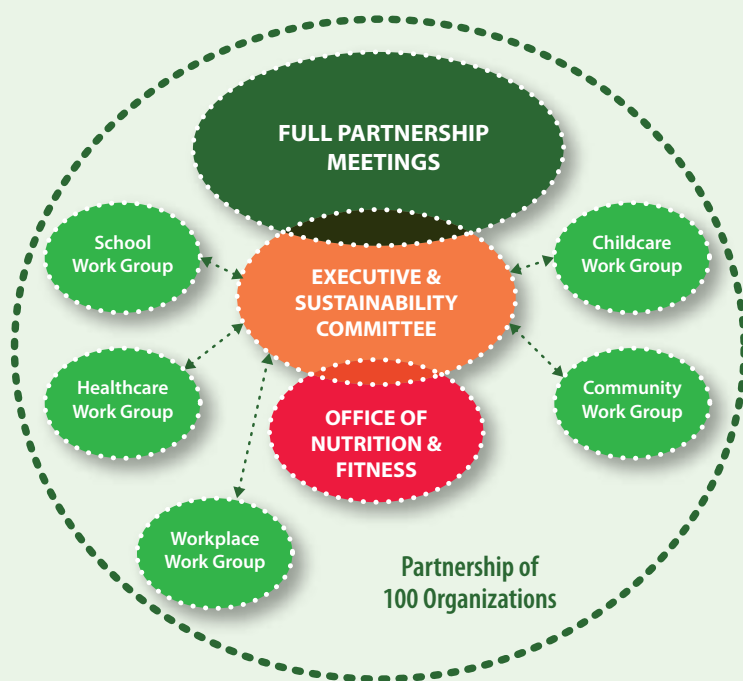 FULL PARTNERSHIP
MEETINGS
School
Work Group
Childcare
Work Group
EXECUTIVE &
SUSTAINABILITY
COMMITTEE
Healthcare
Work Group
Community
Work Group
OFFICE OF
NUTRITION &
FITNESS
Workplace
Work Group
Partnership of
100 Organizations